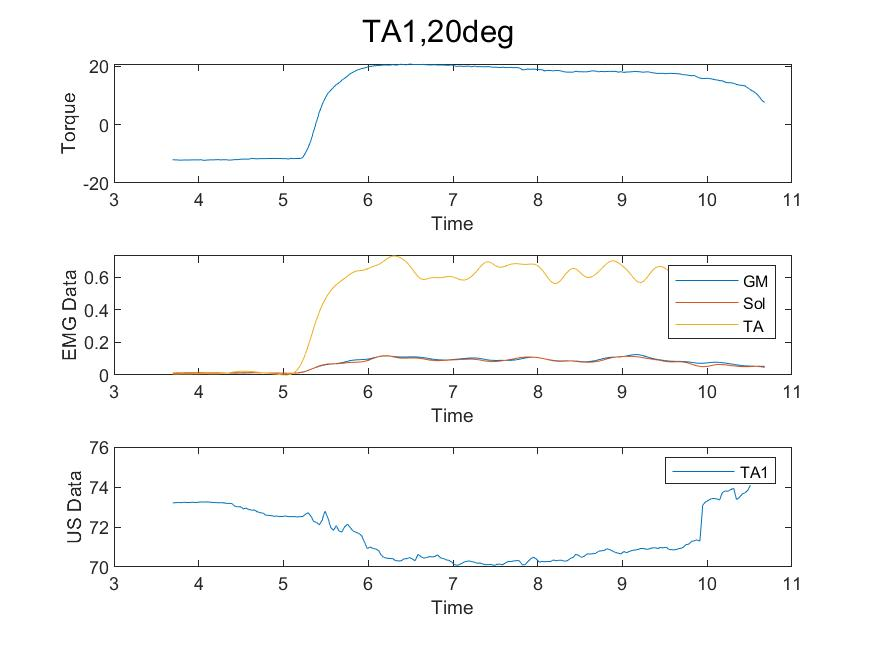 TA1,20deg
20
0
-20
Torque
3 4 5 6 7 8 9 10 11
Time
0.6
0.4
0.2
0
EMG Data
GM
Sol
TA
3 4 5 6 7 8 9 10 11
Time
76
74
72
70
US Data
TA1
3 4 5 6 7 8 9 10 11
Time